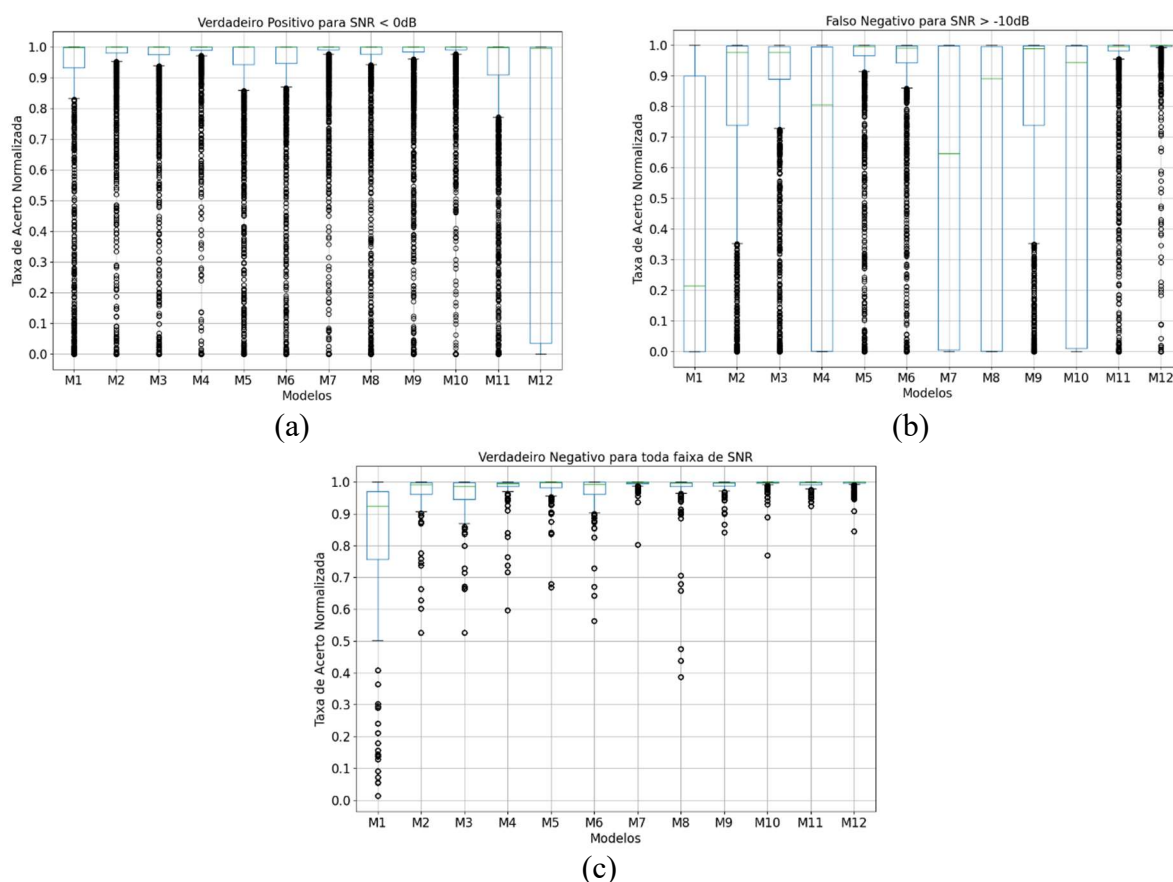 Verdadeiro Positivo para SNR < 0dB
Taxa de Acerto Normalizada
1.0
0.9
0.8
0.7
0.6
0.5
0.4
0.3
0.2
0.1
0.0
M1 M2 M3 M4 M5 M6 M7 M8 M9 M10 M11 M12
Modelos
(a)
Falso Negativo para SNR > -10dB
Taxa de Acerto Normalizada
1.0
0.9
0.8
0.7
0.6
0.5
0.4
0.3
0.2
0.1
0.0
M1 M2 M3 M4 M5 M6 M7 M8 M9 M10 M11 M12
Modelos
(b)
Verdadeiro Negativo para toda faixa de SNR
Taxa de Acerto Normalizada
1.0
0.9
0.8
0.7
0.6
0.5
0.4
0.3
0.2
0.1
0.0
M1 M2 M3 M4 M5 M6 M7 M8 M9 M10 M11 M12
Modelos
(c)